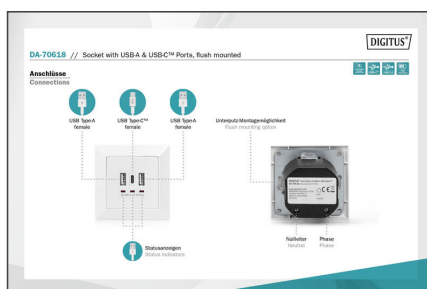 DIGITUS®
DA-70618 // Socket with USB-A & USB-C™ Ports, flush mounted
Anschlüsse
Connections
USB Type-A
female
USB Type-C™
female
USB Type-A
female
Unterputz-Montagemöglichkeit
Flush mounting option
DIGITUS®
Statusanzeigen
Status indicators
Nullleiter
Neutral
Phase
Phase